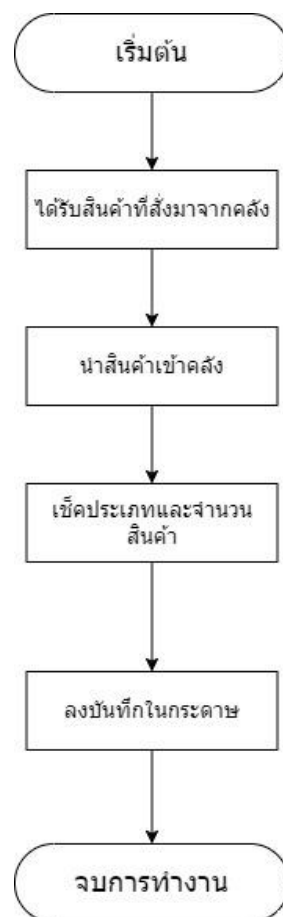 เริ่มต้น
ได้รับสินค้าที่สั่งมาจากคลัง
นำสินค้าเข้าคลัง
เช็คประเภทและจำนวน
สินค้า
ลงบันทึกในกระดาษ
จบการทำงาน